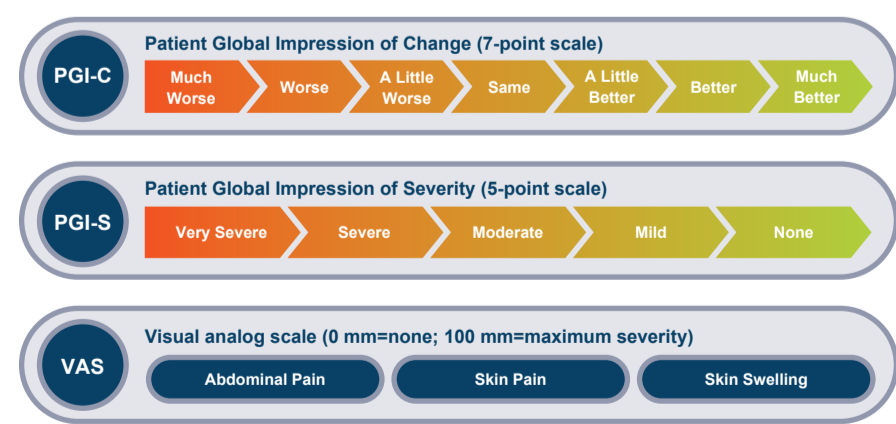 PGI-C
Patient Global Impression of Change (7-point scale)
Much Worse
Worse
A Little Worse
Same
A Little Better
Better
Much Better
PGI-S
Patient Global Impression of Severity (5-point scale)
Very Severe
Severe
Moderate
Mild
None
VAS
Visual analog scale (0 mm=none; 100 mm=maximum severity)
Abdominal Pain
Skin Pain
Skin Swelling